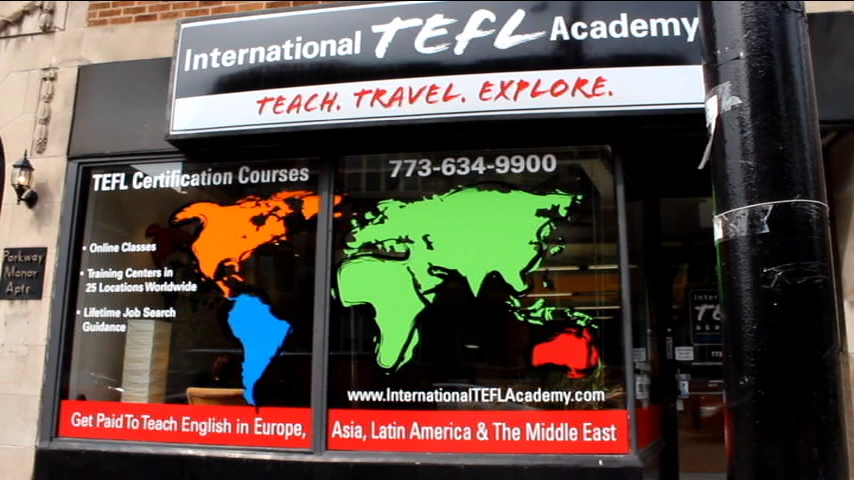 International TEFL Academy
TEACH. TRAVEL. EXPLORE.
TEFL Certification Courses
773-634-9900
• Online Classes
• Training Centers in
25 Locations Worldwide
• Lifetime Job Search
Guidance
Parkway
Manor
Apts
www.InternationalTEFLAcademy.com
Get Paid To Teach English in Europe, Asia, Latin America & The Middle East